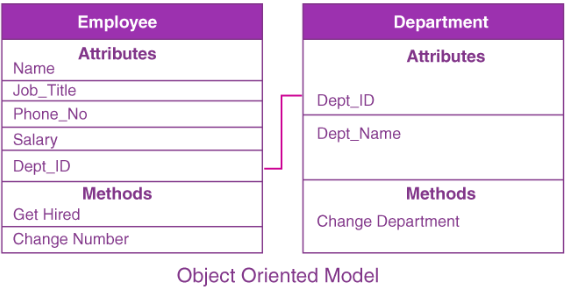 Employee
Attributes
Name
Job_Title
Phone_No
Salary
Dept_ID
Methods
Get Hired
Change Number
Department
Attributes
Dept_ID
Dept_Name
Methods
Change Department
Object Oriented Model